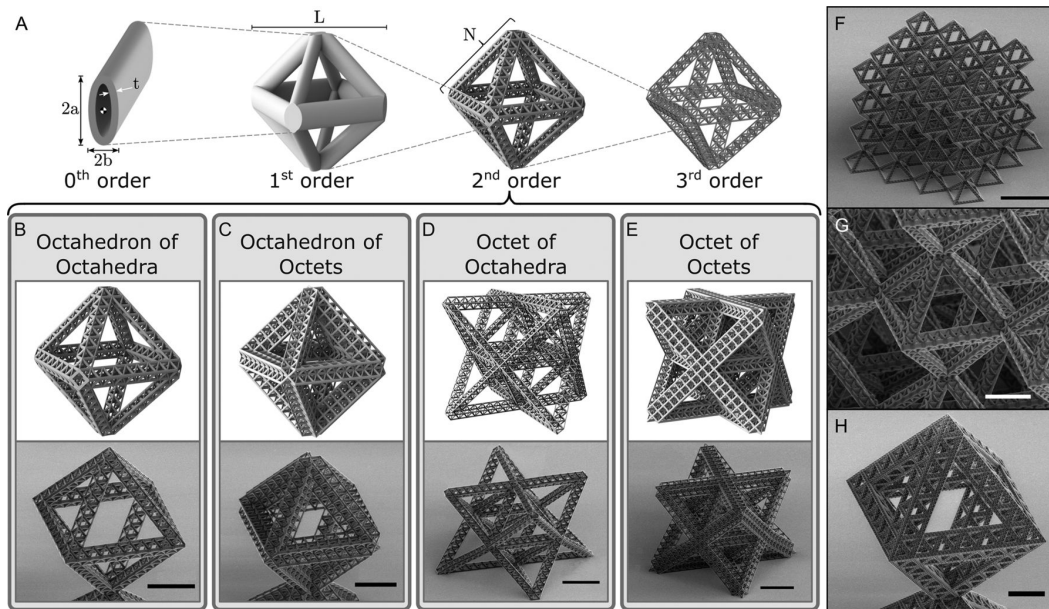 A
2a
t
2b
0th order
L
1st order
N
2nd order
3rd order
B
Octahedron of
Octahedra
C
Octahedron of
Octets
D
Octet of
Octahedra
E
Octet of
Octets
F
G
H